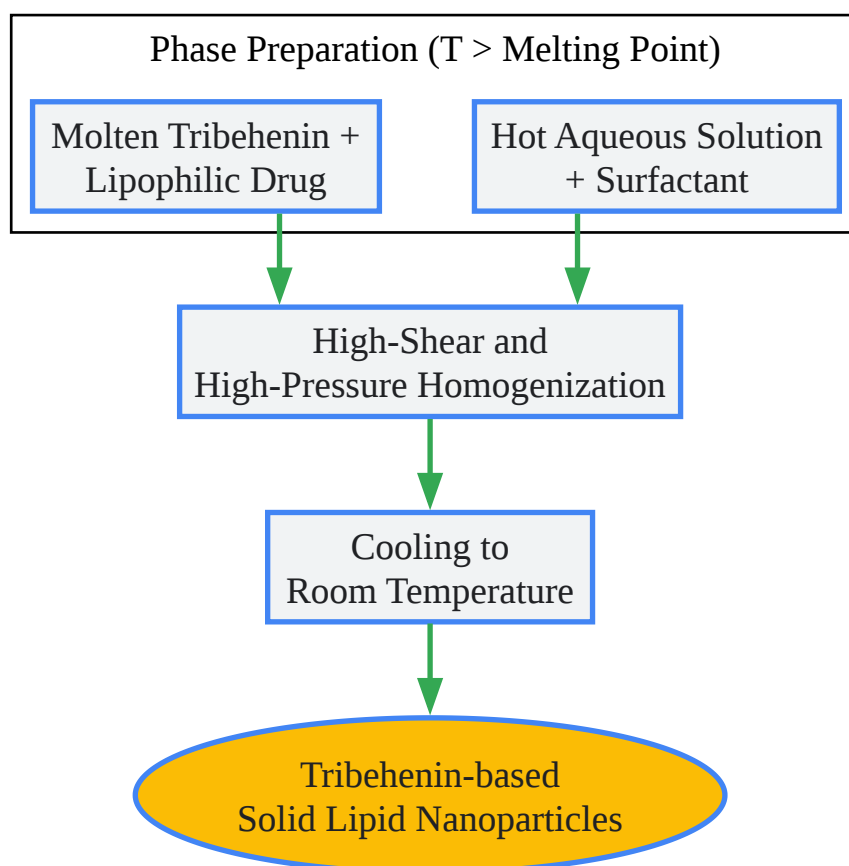 Phase Preparation (T > Melting Point)
Molten Tribehenin +
Lipophilic Drug
Hot Aqueous Solution
+ Surfactant
High-Shear and
High-Pressure Homogenization
Cooling to
Room Temperature
Tribehenin-based
Solid Lipid Nanoparticles